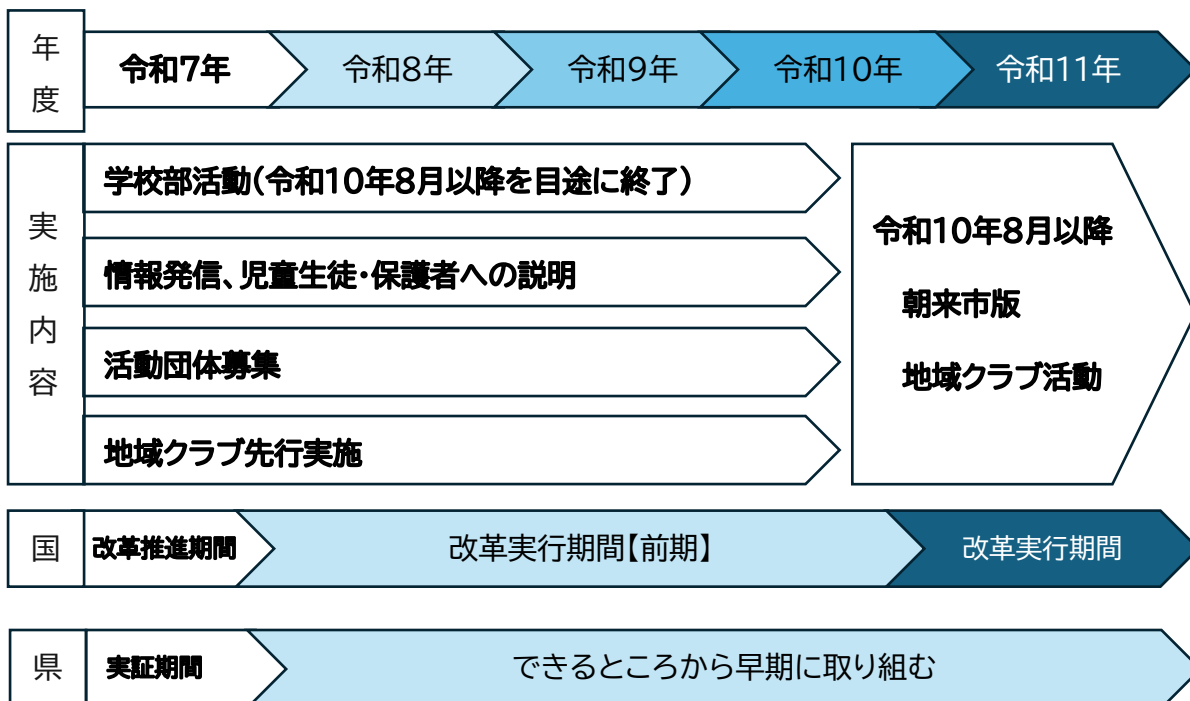 年度
令和7年
令和8年
令和9年
令和10年
令和11年
実施内容
学校部活動(令和10年8月以降を目途に終了)
情報発信、児童生徒・保護者への説明
活動団体募集
地域クラブ先行実施
令和10年8月以降
朝来市版
地域クラブ活動
国
改革推進期間
改革実行期間【前期】
改革実行期間
県
実証期間
できるところから早期に取り組む